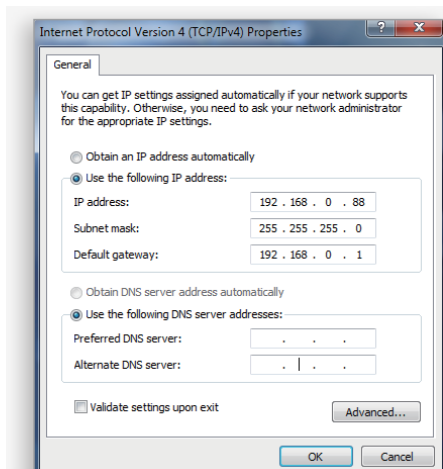 Internet Protocol Version 4 (TCP/IPv4) Properties
General
You can get IP settings assigned automatically if your network supports
this capability. Otherwise, you need to ask your network administrator
for the appropriate IP settings.
Obtain an IP address automatically
Use the following IP address:
IP address: 192 . 168 . 0 . 88
Subnet mask: 255 . 255 . 255 . 0
Default gateway: 192 . 168 . 0 . 1
Obtain DNS server address automatically
Use the following DNS server addresses:
Preferred DNS server: . . .
Alternate DNS server: . . .
Validate settings upon exit
Advanced...
OK Cancel